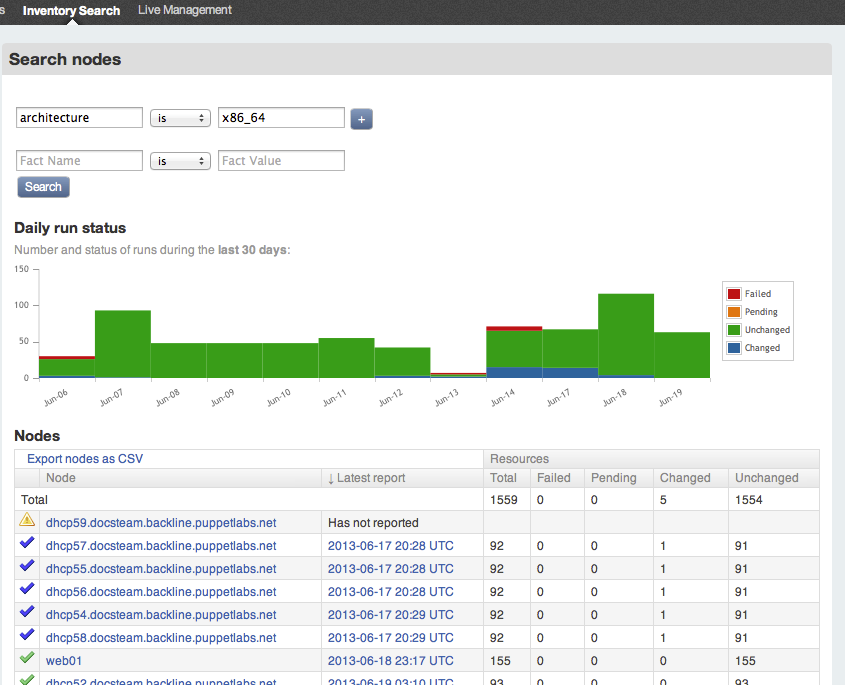 s Inventory Search Live Management
Search nodes
architecture is x86_64 +
Fact Name is Fact Value
Search
Daily run status
Number and status of runs during the last 30 days:
150
100
50
0
Jun-06 Jun-07 Jun-08 Jun-09 Jun-10 Jun-11 Jun-12 Jun-13 Jun-14 Jun-17 Jun-18 Jun-19
Failed
Pending
Unchanged
Changed
Nodes
Export nodes as CSV Resources
Node ↓ Latest report Total Failed Pending Changed Unchanged
Total 1559 0 0 5 1554
dhcp59.docsteam.backline.puppetlabs.net Has not reported
dhcp57.docsteam.backline.puppetlabs.net 2013-06-17 20:28 UTC 92 0 0 1 91
dhcp55.docsteam.backline.puppetlabs.net 2013-06-17 20:28 UTC 92 0 0 1 91
dhcp56.docsteam.backline.puppetlabs.net 2013-06-17 20:28 UTC 92 0 0 1 91
dhcp54.docsteam.backline.puppetlabs.net 2013-06-17 20:29 UTC 92 0 0 1 91
dhcp58.docsteam.backline.puppetlabs.net 2013-06-17 20:29 UTC 92 0 0 1 91
web01 2013-06-18 23:17 UTC 155 0 0 0 155
dhcp52.docsteam.backline.puppetlabs.net 2013-06-19 03:10 UTC 93 0 0 0 93